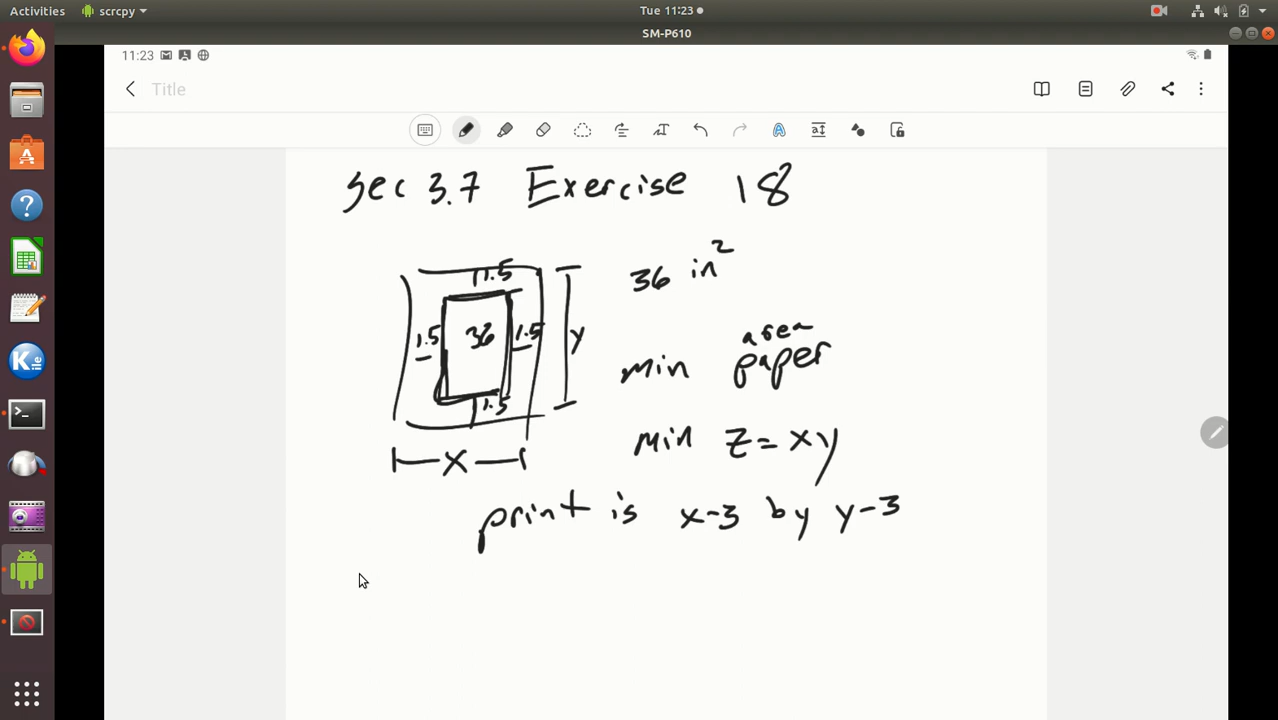 Activities scrcpy Tue 11:23
SM-P610
11:23
Title
A
sec 3.7 Exercise 18
1.5
36 in²
1.5 36 1.5 y
area
min paper
1.5
min z = xy
x
print is x-3 by y-3